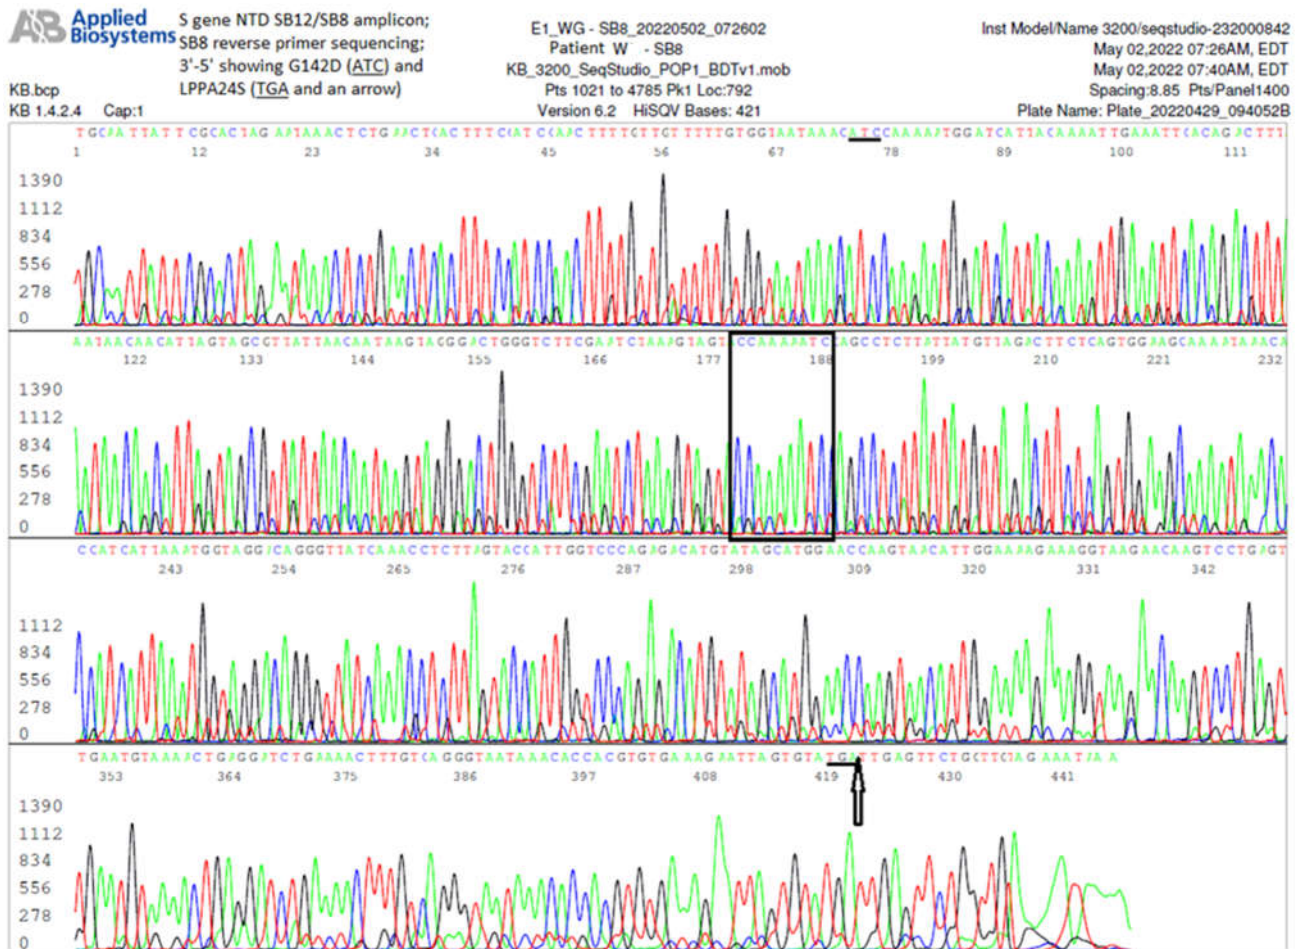 AB Applied
Biosystems
S gene NTD SB12/SB8 amplicon;
SB8 reverse primer sequencing;
3'-5' showing G142D (ATC) and
LPPA24S (TGA and an arrow)
E1_WG - SB8_20220502_072602
Patient W - SB8
KB_3200_SeqStudio_POP1_BDTv1.mob
Pts 1021 to 4785 Pk1 Loc:792
Version 6.2 HiSQV Bases: 421
Inst Model/Name 3200/seqstudio-232000842
May 02,2022 07:26AM, EDT
May 02,2022 07:40AM, EDT
Spacing:8.85 Pts/Panel1400
Plate Name: Plate_20220429_094052B
KB.bcp
KB 1.4.2.4 Cap:1
TGCAATTATTCGCACTAGAATAAACTCTGAACTCACTTTCCATCCAACTTTTGTTGTTTTTGTGGTAATAAACATCCAAAAATGGATCATTACAAAATTGAAATTCACAGACTTT
1 12 23 34 45 56 67 78 89 100 111
1390
1112
834
556
278
0
AATAACAACATTAGTAGCGTTATTAACAATAAGTACGGACTGGGTCTTCGAATCTAAAGTAGTACCAAAAATCCAGCCTCTTATTATGTTAGACTTCTCAGTGGAAGCAAAATAAACA
122 133 144 155 166 177 188 199 210 221 232
1390
1112
834
556
278
0
CCATCATTAAATGGTAGGACAGGGTTATCAAACCTCTTAGTACCATTGGTCCCAGAGACATGTATAGCATGGAACCAAGTAACATTGGAAAAGAAAGGTAAGAACAAGTCCTGAGT
243 254 265 276 287 298 309 320 331 342
1112
834
556
278
0
TGAATGTAAAACTGAGGATCTGAAAACTTTGTCAGGGTAATAAACACCACGTGTGAAAGAATTAGTGTATGATTGAGTTCTGCTTCTAGAAATAAA
353 364 375 386 397 408 419 430 441
1390
1112
834
556
278
0